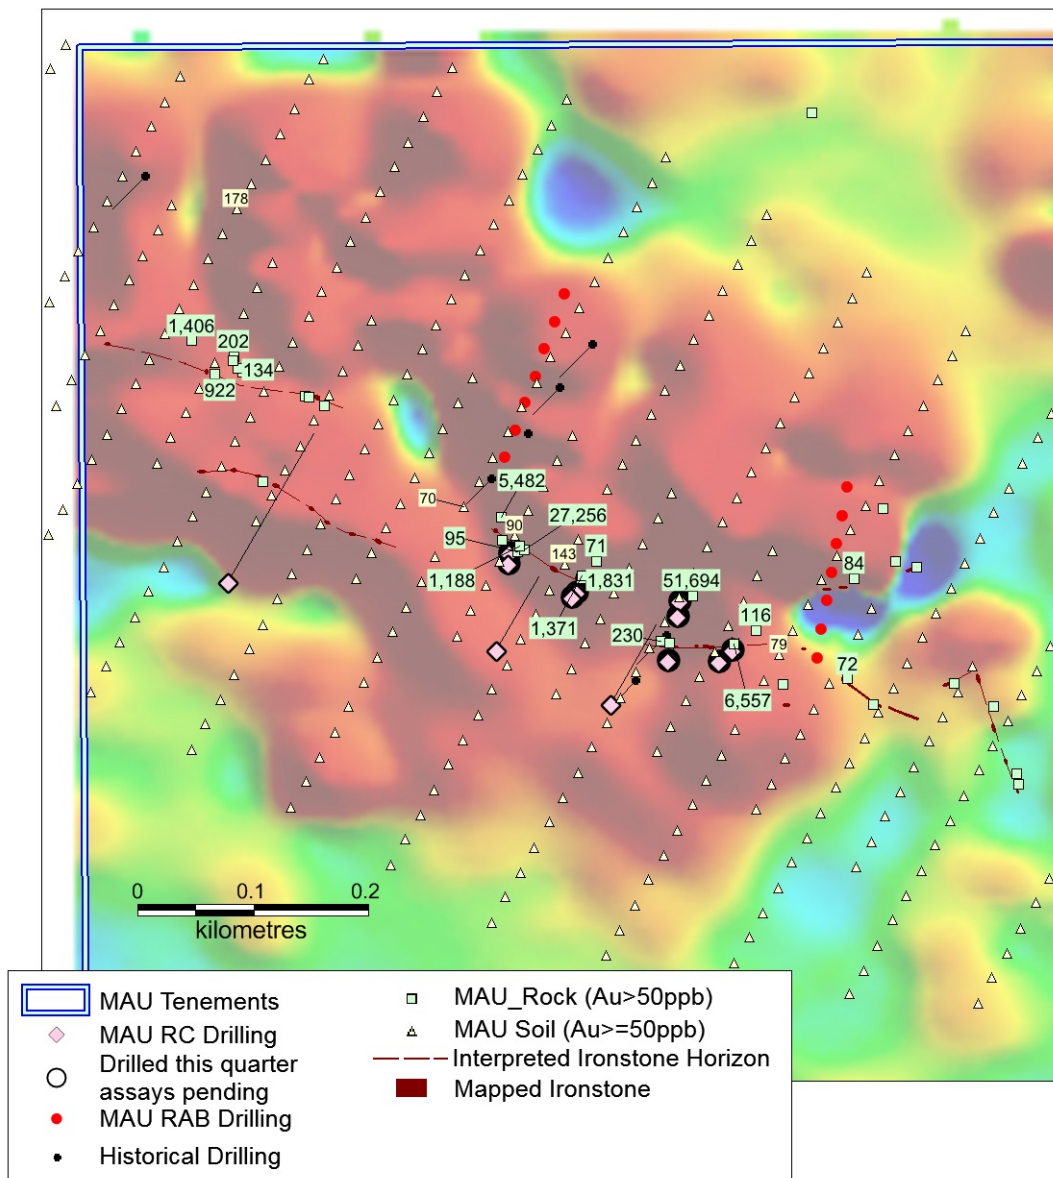 178
1,406
202
134
922
5,482
70
90
27,256
95
143
71
1,188
1,831
51,694
84
1,371
230
116
79
72
6,557
0 0.1 0.2
kilometres
MAU Tenements
MAU RC Drilling
Drilled this quarter
assays pending
MAU RAB Drilling
Historical Drilling
MAU_Rock (Au>50ppb)
MAU Soil (Au>=50ppb)
Interpreted Ironstone Horizon
Mapped Ironstone